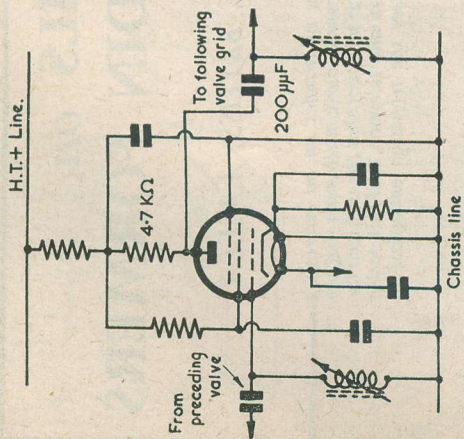 H.T.+ Line.
4·7 KΩ
To following
valve grid
200μμF
From
preceding
valve
Chassis line